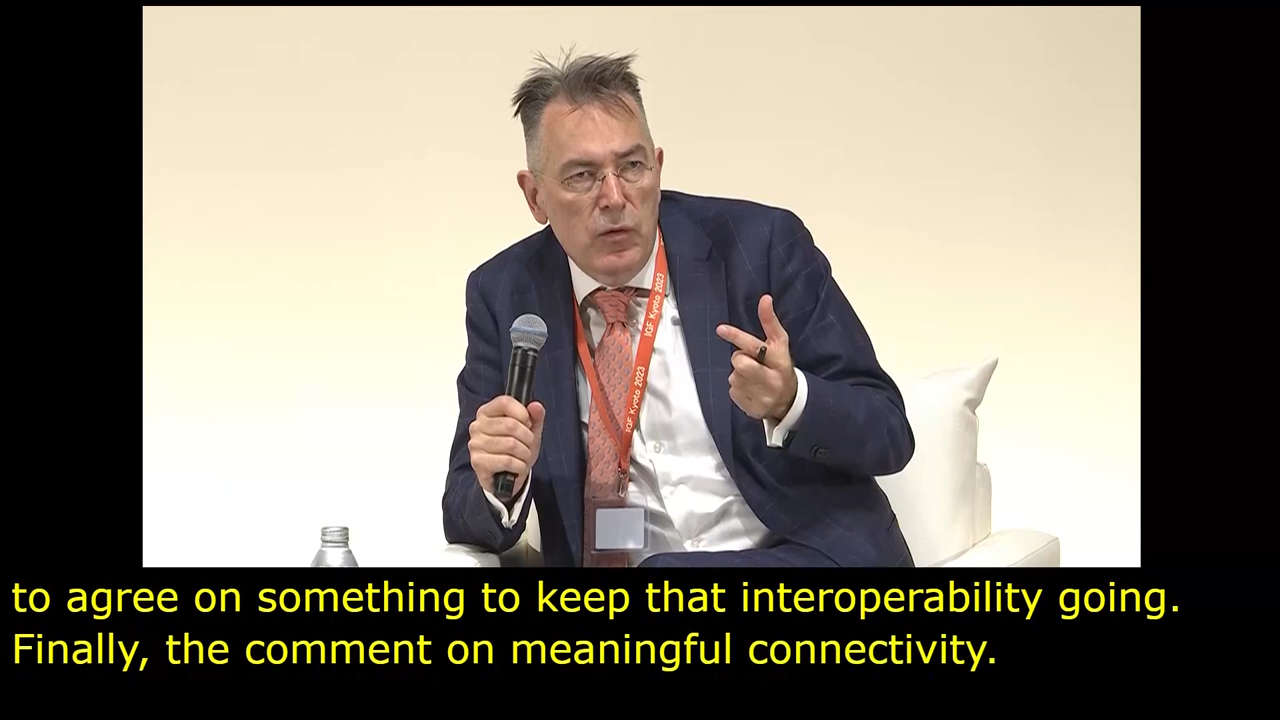 IGF Kyoto 2023
IGF Kyoto 2023
to agree on something to keep that interoperability going.
Finally, the comment on meaningful connectivity.